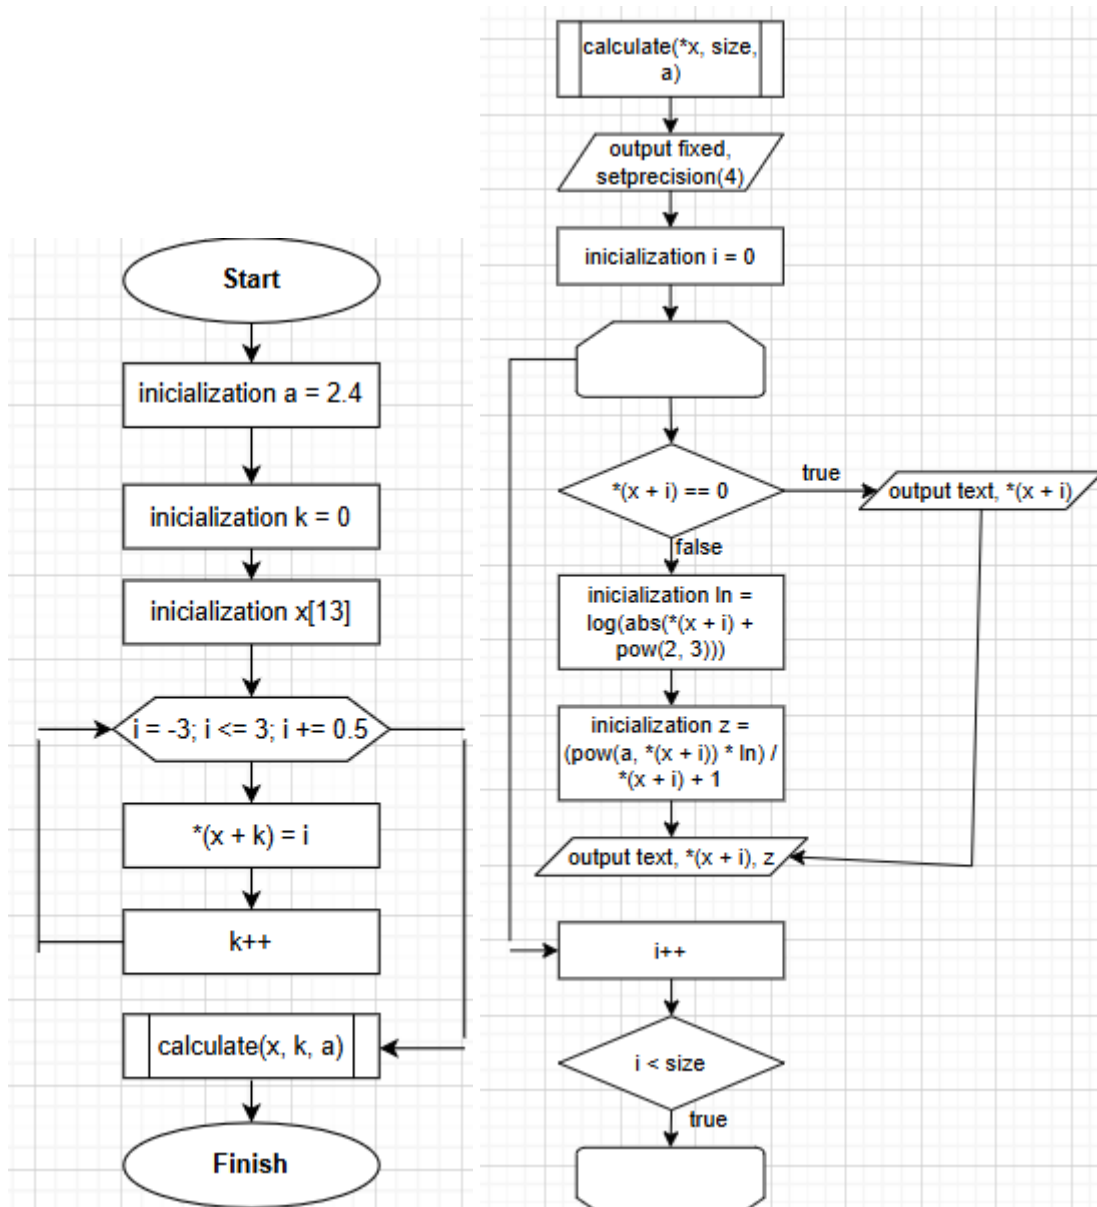 Start
inicialization a = 2.4
inicialization k = 0
inicialization x[13]
i = -3; i <= 3; i += 0.5
*(x + k) = i
k++
calculate(x, k, a)
Finish
calculate(*x, size,
a)
output fixed,
setprecision(4)
inicialization i = 0
*(x + i) == 0
true
output text, *(x + i)
false
inicialization ln =
log(abs(*(x + i) +
pow(2, 3)))
inicialization z =
(pow(a, *(x + i)) * ln) /
*(x + i) + 1
output text, *(x + i), z
i++
i < size
true